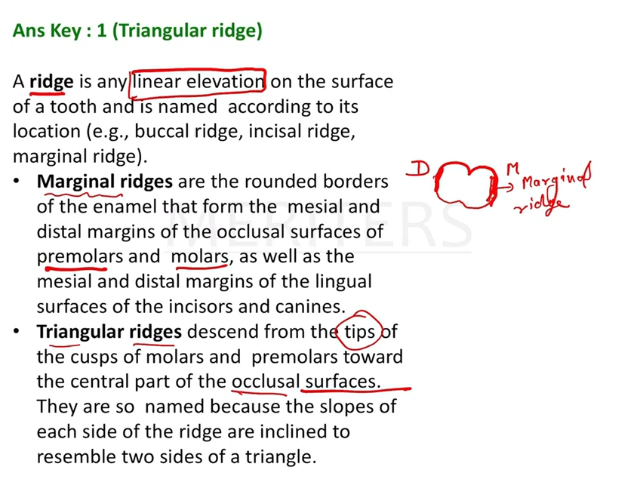 Ans Key : 1 (Triangular ridge)
A ridge is any linear elevation on the surface
of a tooth and is named according to its
location (e.g., buccal ridge, incisal ridge,
marginal ridge).
• Marginal ridges are the rounded borders
of the enamel that form the mesial and
distal margins of the occlusal surfaces of
premolars and molars, as well as the
mesial and distal margins of the lingual
surfaces of the incisors and canines.
• Triangular ridges descend from the tips of
the cusps of molars and premolars toward
the central part of the occlusal surfaces.
They are so named because the slopes of
each side of the ridge are inclined to
resemble two sides of a triangle.
D
M
Marginal
ridge
MERITERS